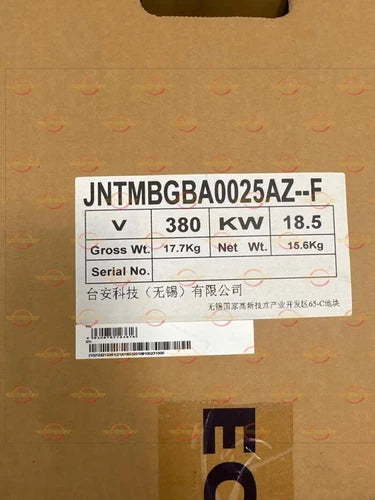 JNTMBGBA0025AZ--F
V 380 KW 18.5
Gross Wt. 17.7Kg Net Wt. 15.6Kg
Serial No.
台安科技（无锡）有限公司
无锡国家高新技术产业开发区65-C地块
P/N
S/N
EC